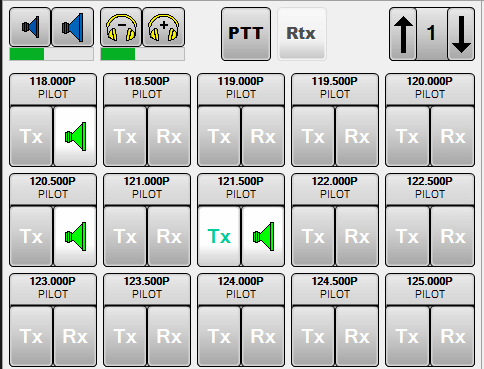 PTT Rtx 1
118.000P 118.500P 119.000P 119.500P 120.000P
PILOT PILOT PILOT PILOT PILOT
Tx Tx Rx Tx Rx Tx Rx Tx Rx
120.500P 121.000P 121.500P 122.000P 122.500P
PILOT PILOT PILOT PILOT PILOT
Tx Tx Rx Tx Tx Rx Tx Rx
123.000P 123.500P 124.000P 124.500P 125.000P
PILOT PILOT PILOT PILOT PILOT
Tx Rx Tx Rx Tx Rx Tx Rx Tx Rx